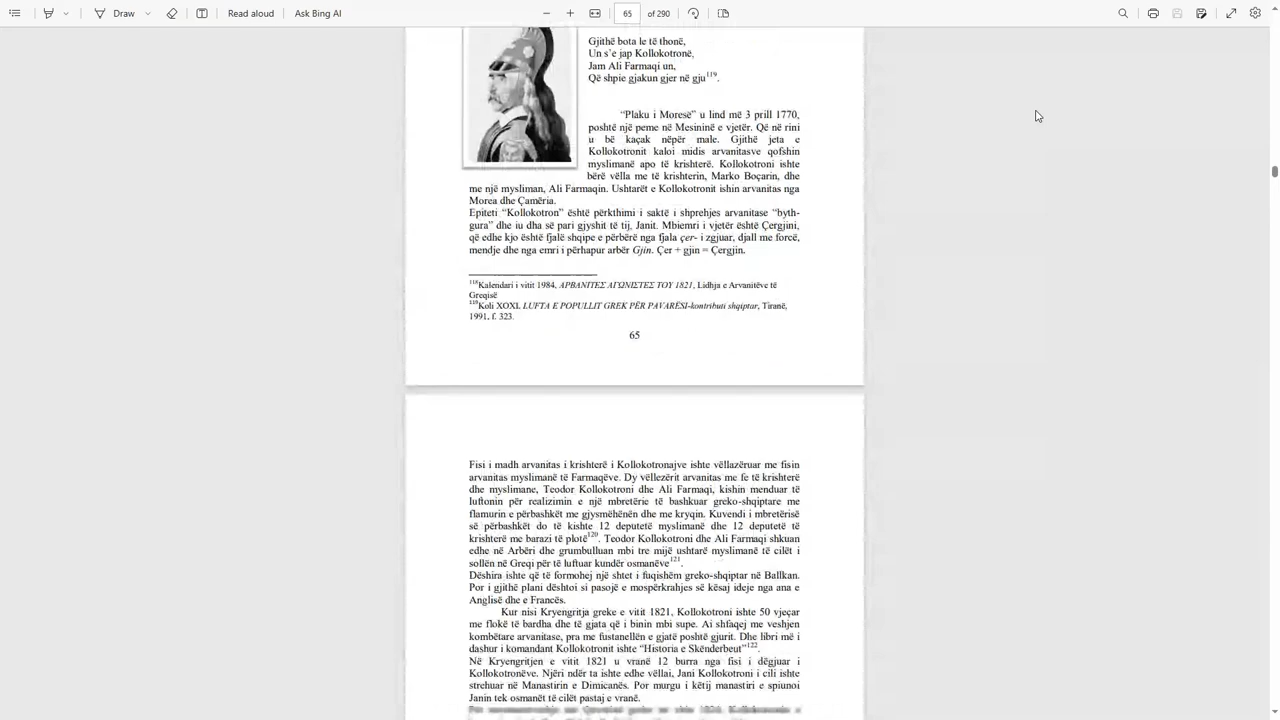 Draw
Read aloud
Ask Bing AI
65
of 290
Gjithë bota le të thonë,
Un s'e jap Kollokotronë,
Jam Ali Farmaqi un,
Që shpie gjakun gjer në gju119.
"Plaku i Moresë" u lind më 3 prill 1770,
poshtë një peme në Mesininë e vjetër. Që në rini
u bë kaçak nëpër male. Gjithë jeta e
Kollokotronit kaloi midis arvanitasve qofshin
myslimanë apo të krishterë. Kollokotroni ishte
bërë vëlla me të krishterin, Marko Boçarin, dhe
me një mysliman, Ali Farmaqin. Ushtarët e Kollokotronit ishin arvanitas nga
Morea dhe Çamëria.
Epiteti "Kollokotron" është përkthimi i saktë i shprehjes arvanitase "byth-
gura" dhe iu dha së pari gjyshit të tij, Janit. Mbiemri i vjetër është Çergjini,
që edhe kjo është fjalë shqipe e përbërë nga fjala çer- i zgjuar, djall me forcë,
mendje dhe nga emri i përhapur arbër Gjin. Çer + gjin = Çergjin.
118Kalendari i vitit 1984, ΑΡΒΑΝΙΤΕΣ ΑΓΩΝΙΣΤΕΣ ΤΟΥ 1821, Lidhja e Arvanitëve të
Greqisë
119Koli XOXI, LUFTA E POPULLIT GREK PËR PAVARËSI-kontributi shqiptar, Tiranë,
1991, f. 323.
65
Fisi i madh arvanitas i krishterë i Kollokotronajve ishte vëllazëruar me fisin
arvanitas myslimanë të Farmaqëve. Dy vëllezërit arvanitas me fe të krishterë
dhe myslimane, Teodor Kollokotroni dhe Ali Farmaqi, kishin menduar të
luftonin për realizimin e një mbretërie të bashkuar greko-shqiptare me
flamurin e përbashkët me gjysmëhënën dhe me kryqin. Kuvendi i mbretërisë
së përbashkët do të kishte 12 deputetë myslimanë dhe 12 deputetë të
krishterë me barazi të plotë120. Teodor Kollokotroni dhe Ali Farmaqi shkuan
edhe në Arbëri dhe grumbulluan mbi tre mijë ushtarë myslimanë të cilët i
sollën në Greqi për të luftuar kundër osmanëve121.
Dëshira ishte që të formohej një shtet i fuqishëm greko-shqiptar në Ballkan.
Por i gjithë plani dështoi si pasojë e mospërkrahjes së kësaj ideje nga ana e
Anglisë dhe e Francës.
Kur nisi Kryengritja greke e vitit 1821, Kollokotroni ishte 50 vjeçar
me flokë të bardha dhe të gjata që i binin mbi supe. Ai shfaqej me veshjen
kombëtare arvanitase, pra me fustanellën e gjatë poshtë gjurit. Dhe libri më i
dashur i komandant Kollokotronit ishte "Historia e Skënderbeut"122.
Në Kryengritjen e vitit 1821 u vranë 12 burra nga fisi i dëgjuar i
Kollokotronëve. Njëri ndër ta ishte edhe vëllai, Jani Kollokotroni i cili ishte
strehuar në Manastirin e Dimicanës. Por murgu i këtij manastiri e spiunoi
Janin tek osmanët të cilët pastaj e vranë.